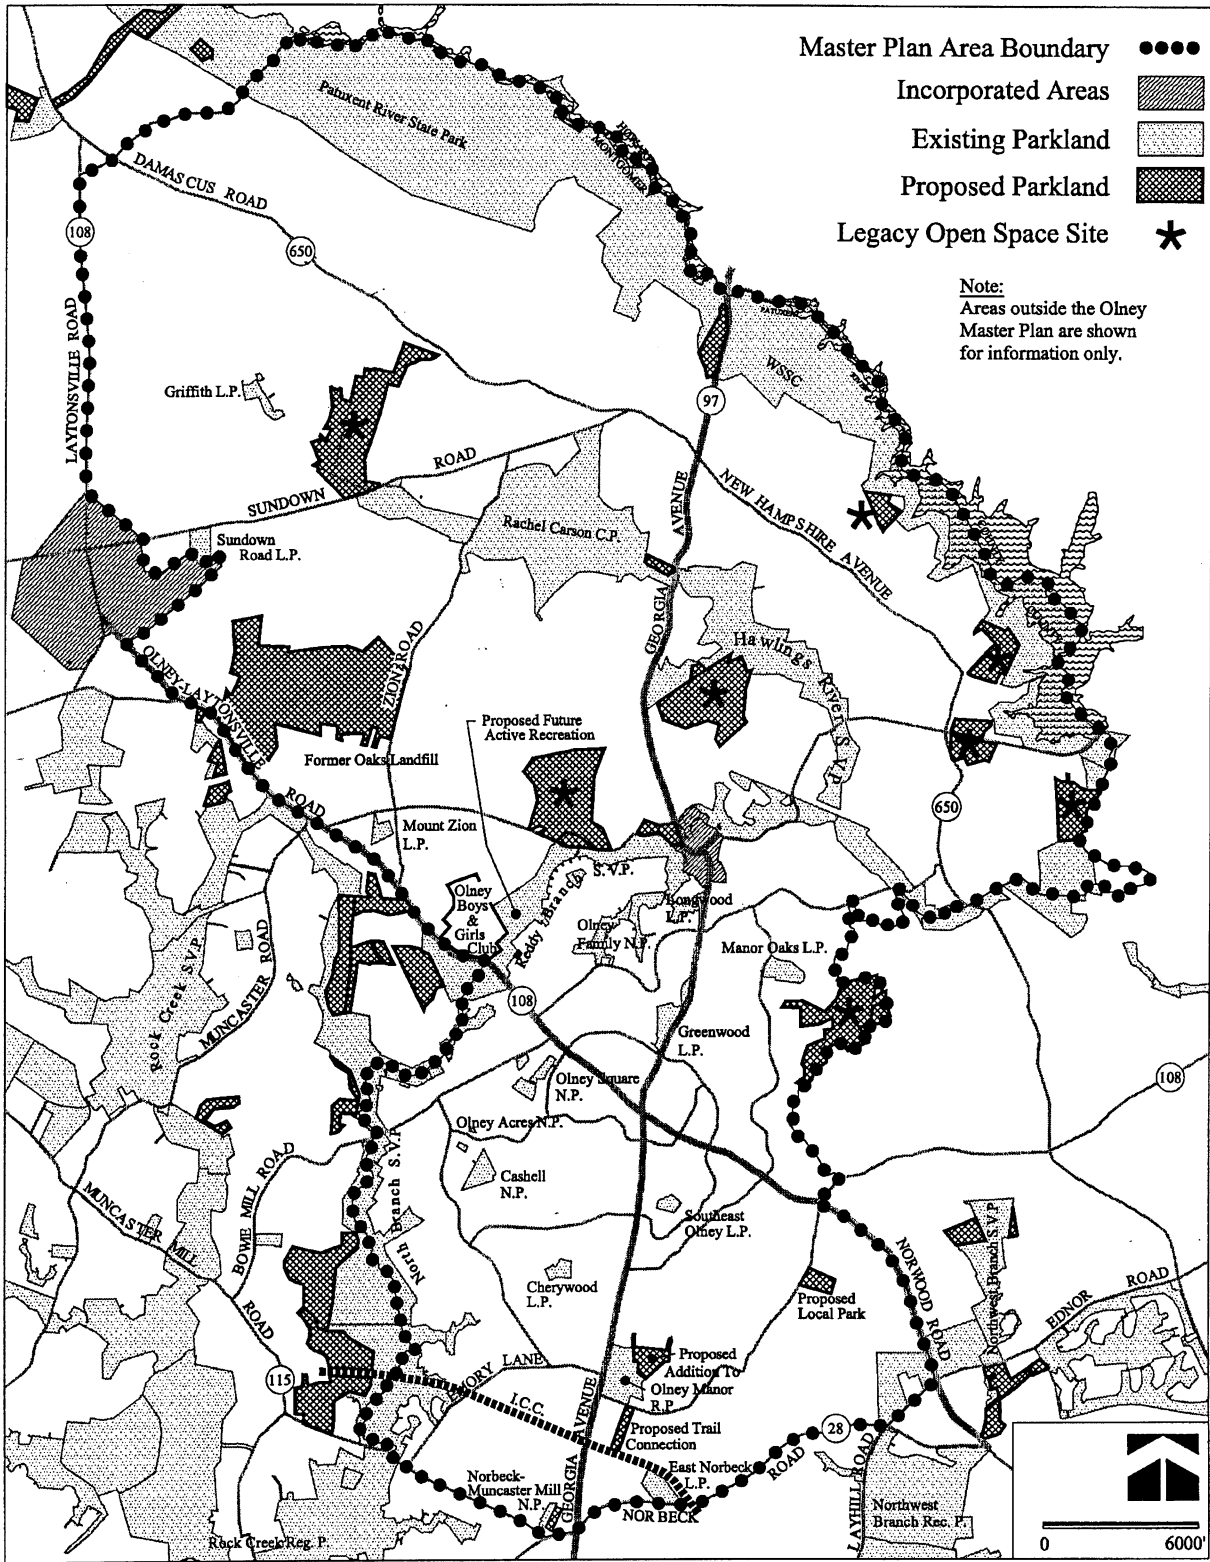 Master Plan Area Boundary
Incorporated Areas
Existing Parkland
Proposed Parkland
Legacy Open Space Site
Note:
Areas outside the Olney
Master Plan are shown
for information only.
Patuxent River State Park
MONTGOMERY
DAMASCUS ROAD
108
650
LAYTONSVILLE ROAD
PATUXENT
WSSC
Griffith L.P.
97
SUNDOWN
ROAD
AVENUE
NEW HAMPSHIRE AVENUE
Rachel Carson C.P.
Sundown
Road L.P.
GEORGIA
Hawlings
River S.V.P.
OLNEY-LAYTONSVILLE
ROAD
ZION ROAD
Proposed Future
Active Recreation
Former Oaks Landfill
650
Mount Zion
L.P.
S.V.P.
Reddy Branch
Olney
Boys
&
Girls
Club
Longwood
L.P.
Olney
Family N.P.
Manor Oaks L.P.
Rock Creek S.V.P.
MUNCASTER ROAD
108
Greenwood
L.P.
108
Olney Square
N.P.
Olney Acres N.P.
Cashell
N.P.
North Branch S.V.P.
BOWIE MILL ROAD
MUNCASTER MILL
ROAD
Southeast
Olney L.P.
Cherywood
L.P.
Proposed
Local Park
NORWOOD ROAD
Northwest Branch S.V.P.
EDNOR ROAD
115
LANE
I.C.C.
AVENUE
Proposed
Addition To
Olney Manor
R.P.
Proposed Trail
Connection
28
ROAD
East Norbeck
L.P.
NORBECK
Norbeck-
Muncaster Mill
N.P.
GEORGIA
LAYHILL ROAD
Northwest
Branch Rec. P.
Rock Creek Reg. P.
0 6000'